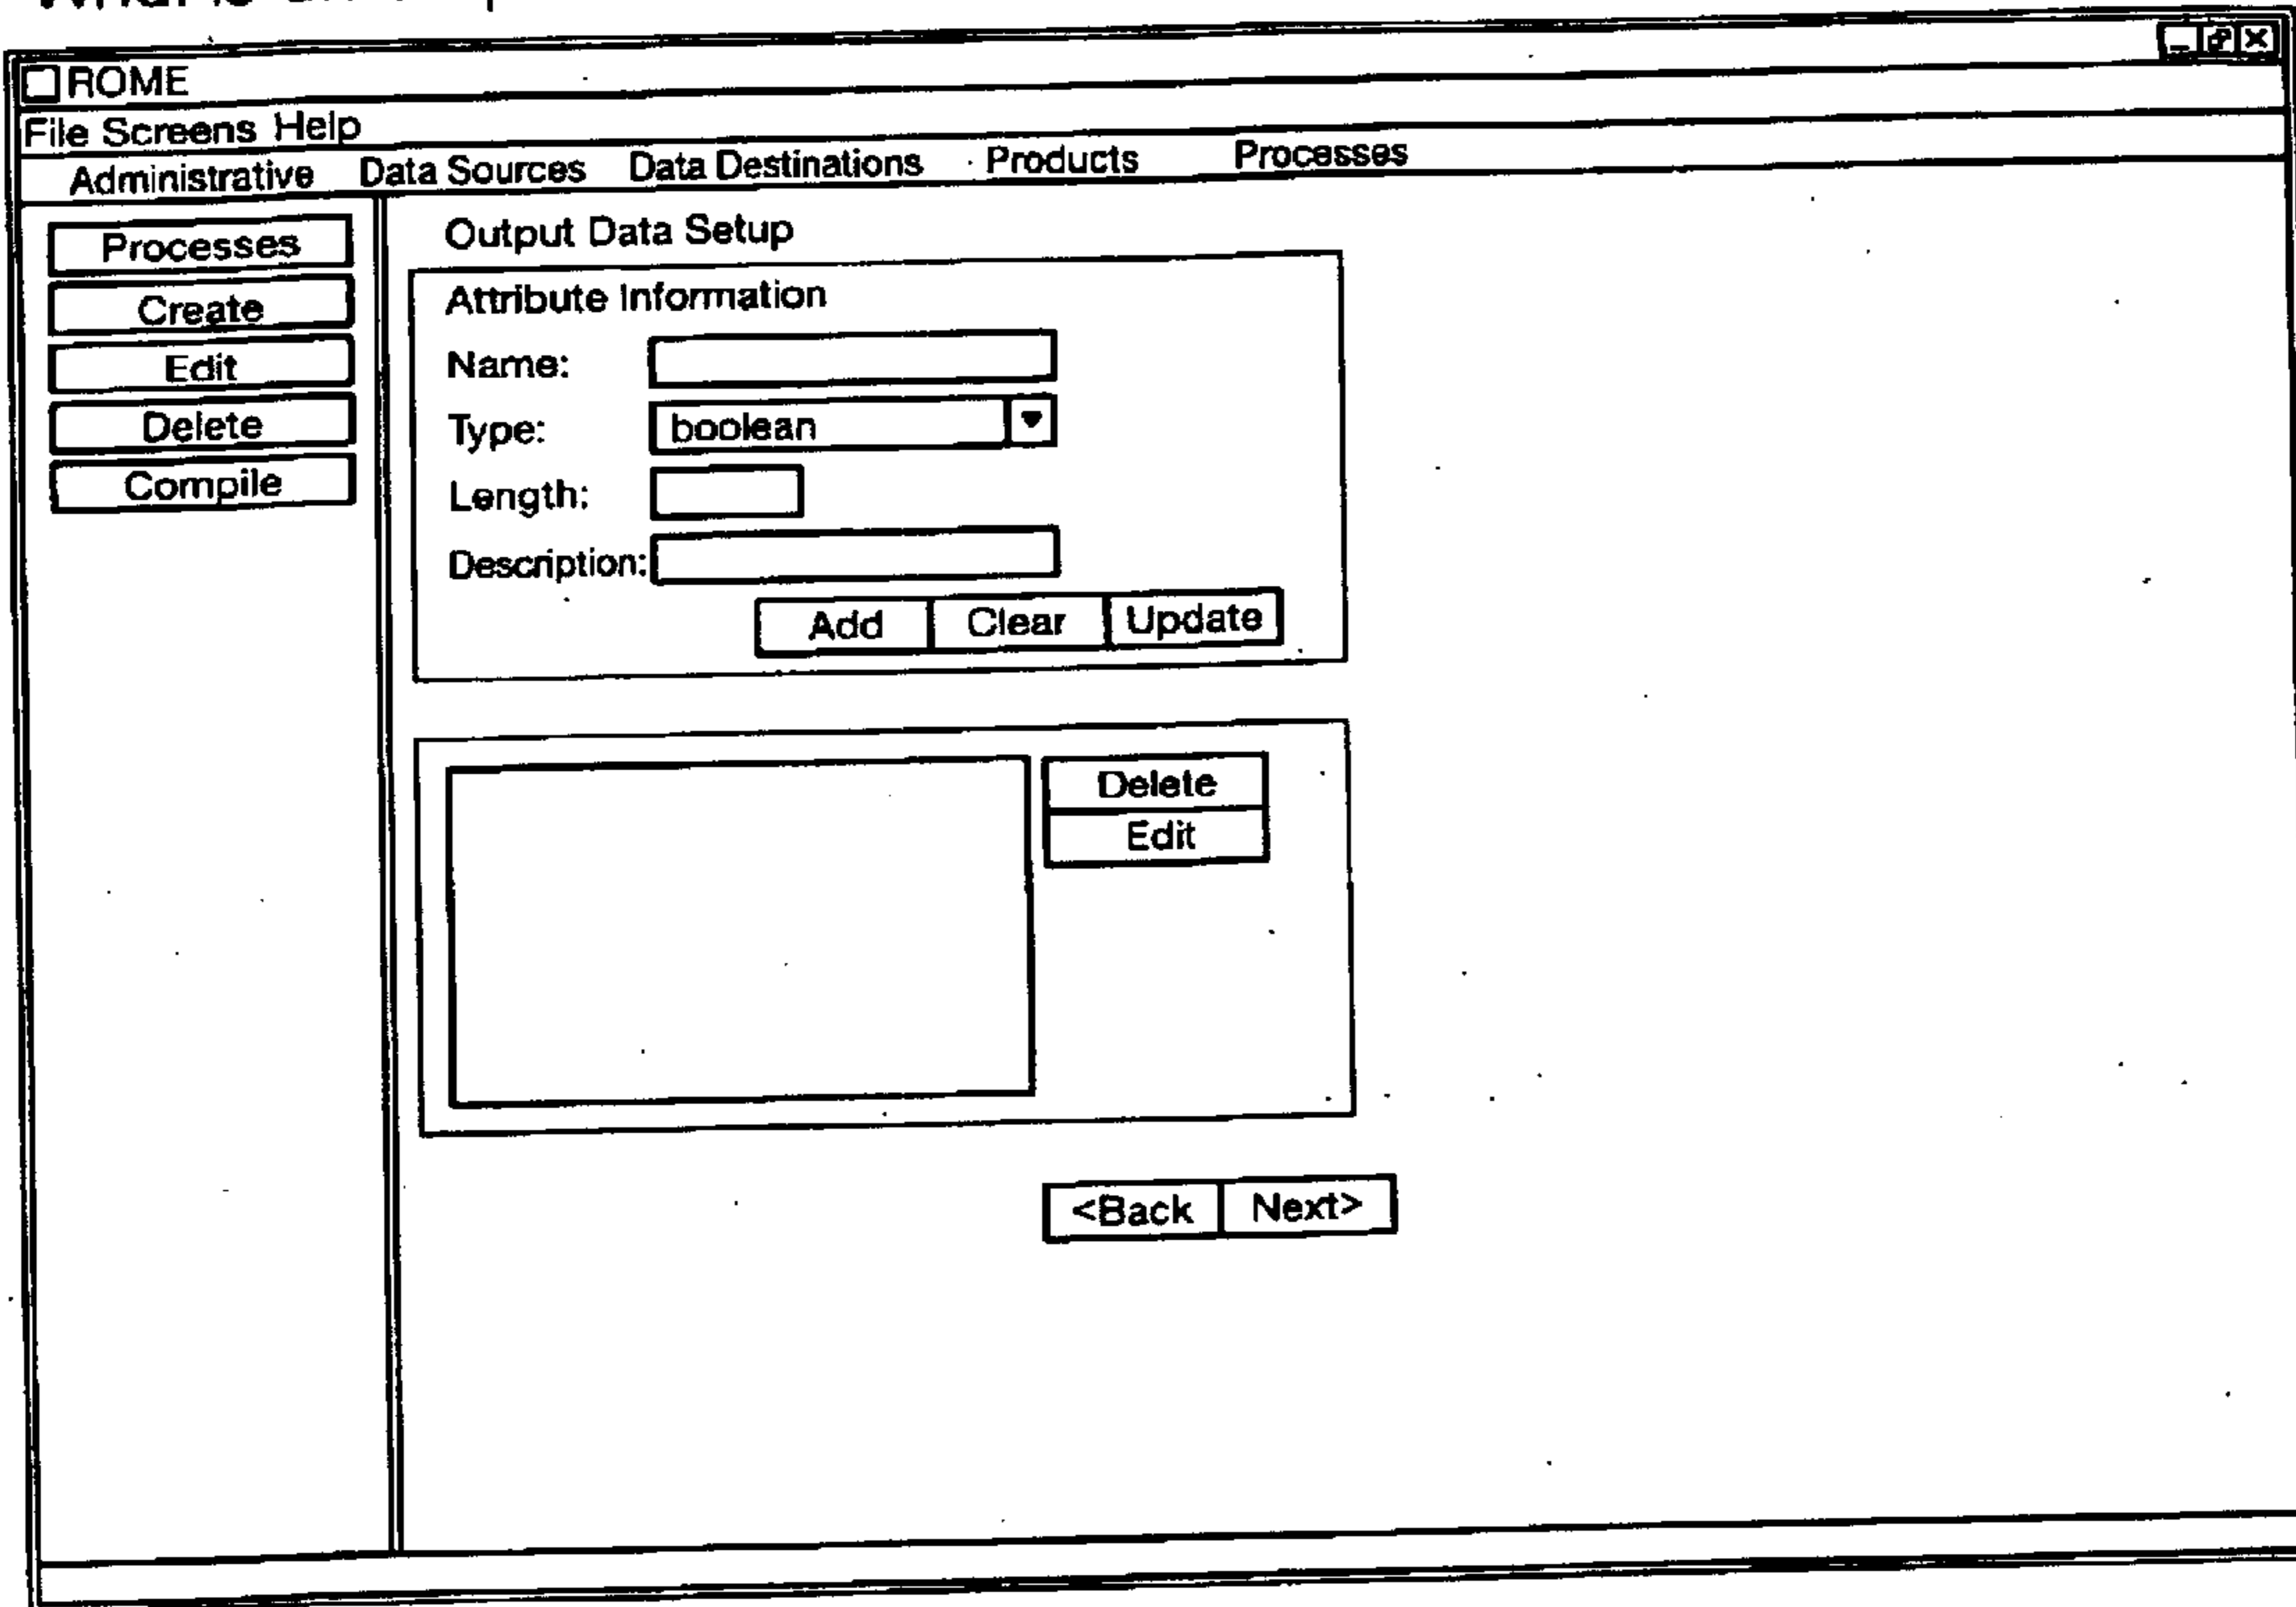 ROME
File Screens Help
Administrative Data Sources Data Destinations Products Processes
Processes
Create
Edit
Delete
Compile
Output Data Setup
Attribute Information
Name:
Type: boolean
Length:
Description:
Add Clear Update
Delete
Edit
<Back Next>